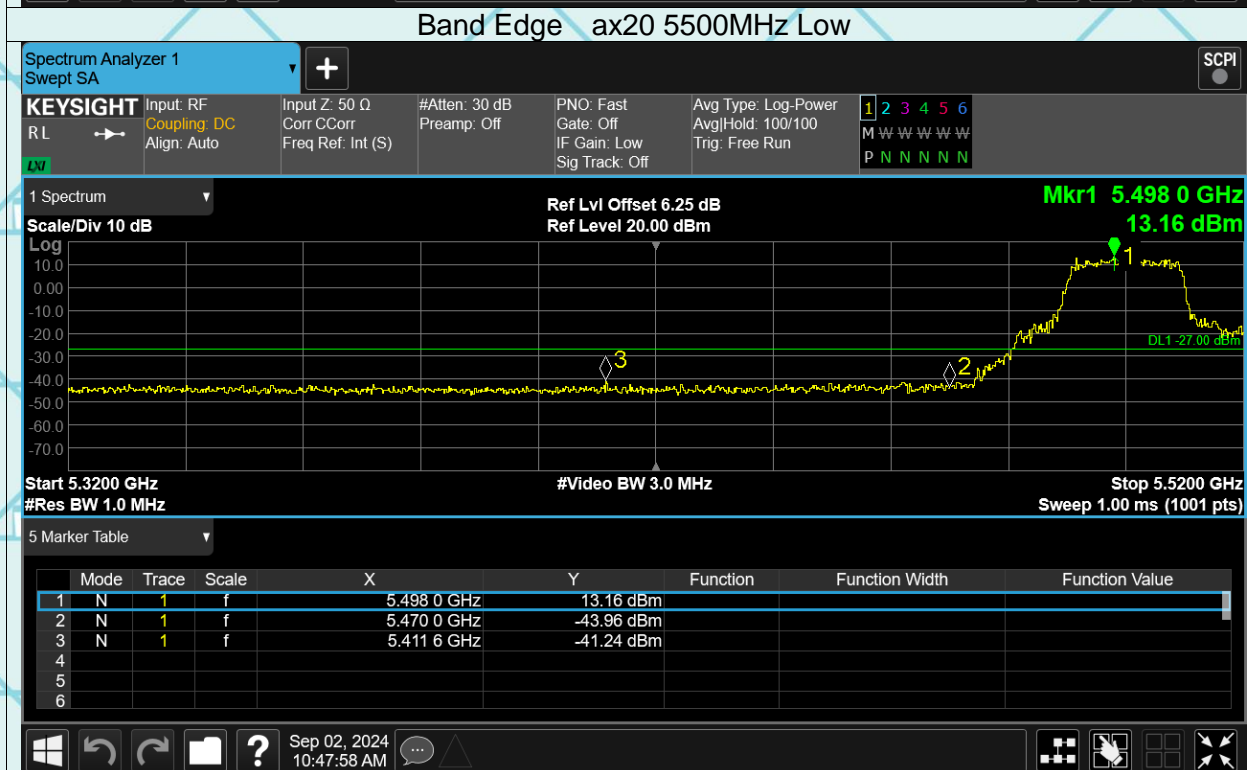 Band Edge ax20 5500MHz Low
Spectrum Analyzer 1
Swept SA
+
SCPI
KEYSIGHT
RL
LXI
Input: RF
Coupling: DC
Align: Auto
Input Z: 50 Ω
Corr CCorr
Freq Ref: Int (S)
#Atten: 30 dB
Preamp: Off
PNO: Fast
Gate: Off
IF Gain: Low
Sig Track: Off
Avg Type: Log-Power
Avg|Hold: 100/100
Trig: Free Run
1 2 3 4 5 6
M W W W W W W
P N N N N N N
1 Spectrum
Scale/Div 10 dB
Ref Lvl Offset 6.25 dB
Ref Level 20.00 dBm
Mkr1 5.498 0 GHz
13.16 dBm
Log
10.0
0.00
-10.0
-20.0
-30.0
-40.0
-50.0
-60.0
-70.0
1
DL1 -27.00 dBm
3
2
Start 5.3200 GHz
#Video BW 3.0 MHz
Stop 5.5200 GHz
#Res BW 1.0 MHz
Sweep 1.00 ms (1001 pts)
5 Marker Table
Mode Trace Scale X Y Function Function Width Function Value
1 N 1 f 5.498 0 GHz 13.16 dBm
2 N 1 f 5.470 0 GHz -43.96 dBm
3 N 1 f 5.411 6 GHz -41.24 dBm
4
5
6
?
Sep 02, 2024
10:47:58 AM